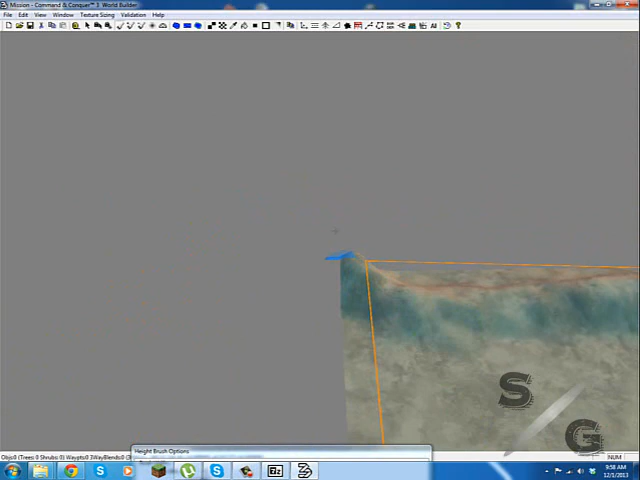 Mission - Command & Conquer™ 3 World Builder
File Edit View Window Texture Sizing Validation Help
S
G
Height Brush Options
NUM
9:58 AM
12/1/2013